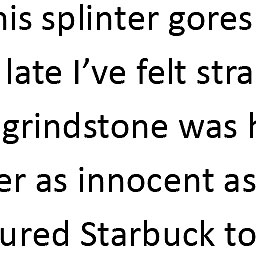 his splinter gores
late I’ve felt stra
grindstone was h
er as innocent as
ured Starbuck to